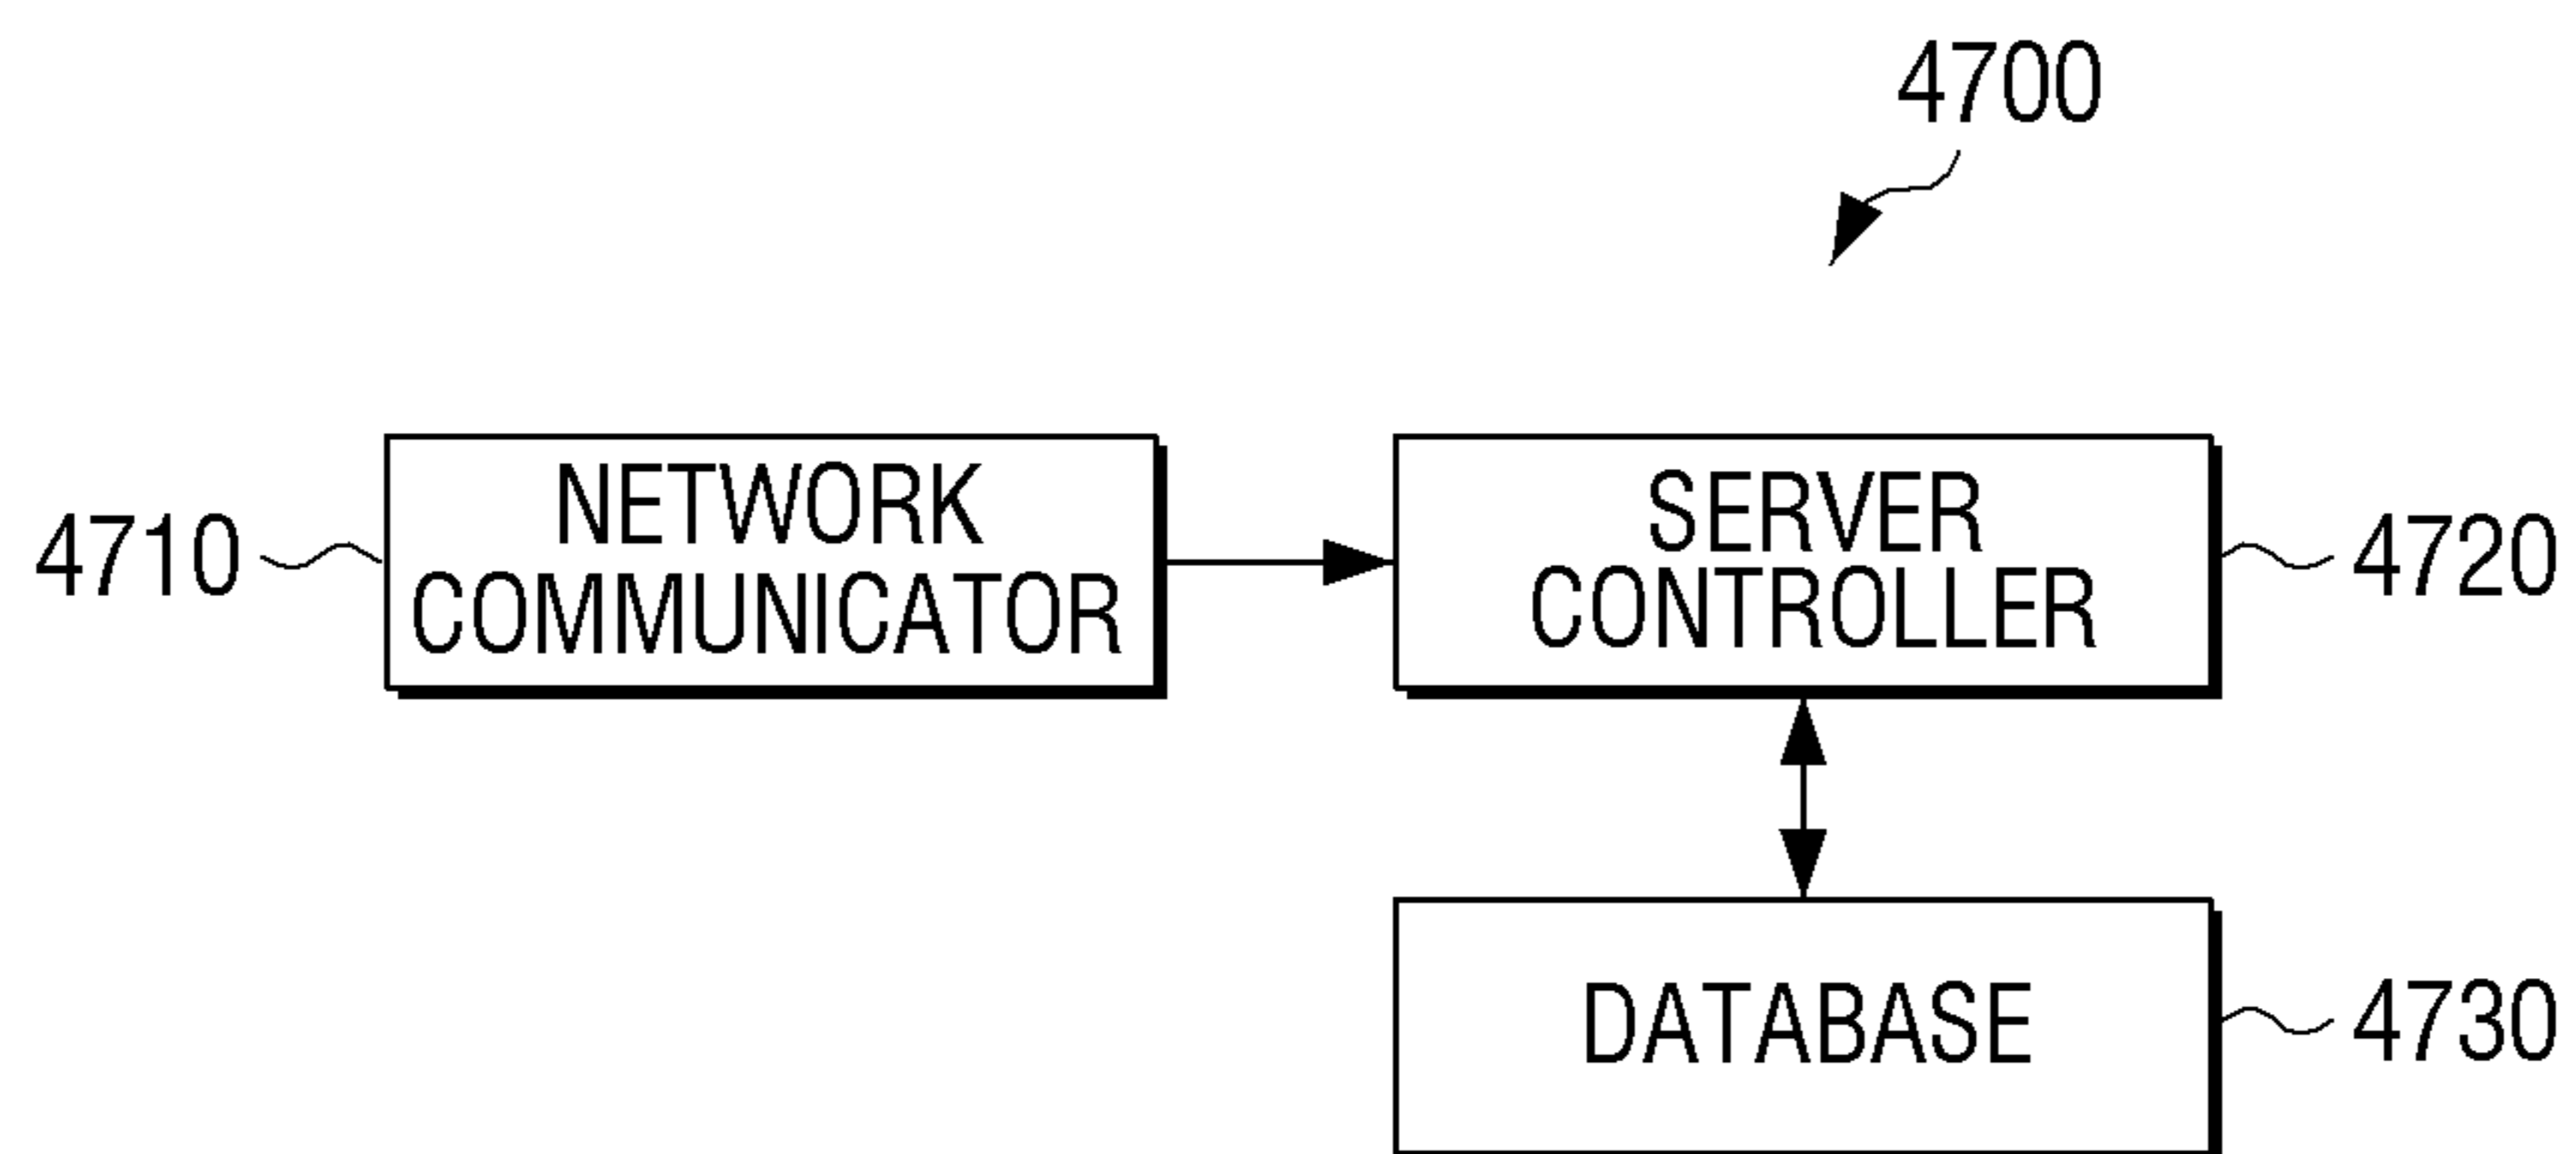 4700
4710
NETWORK
COMMUNICATOR
SERVER
CONTROLLER
4720
DATABASE
4730